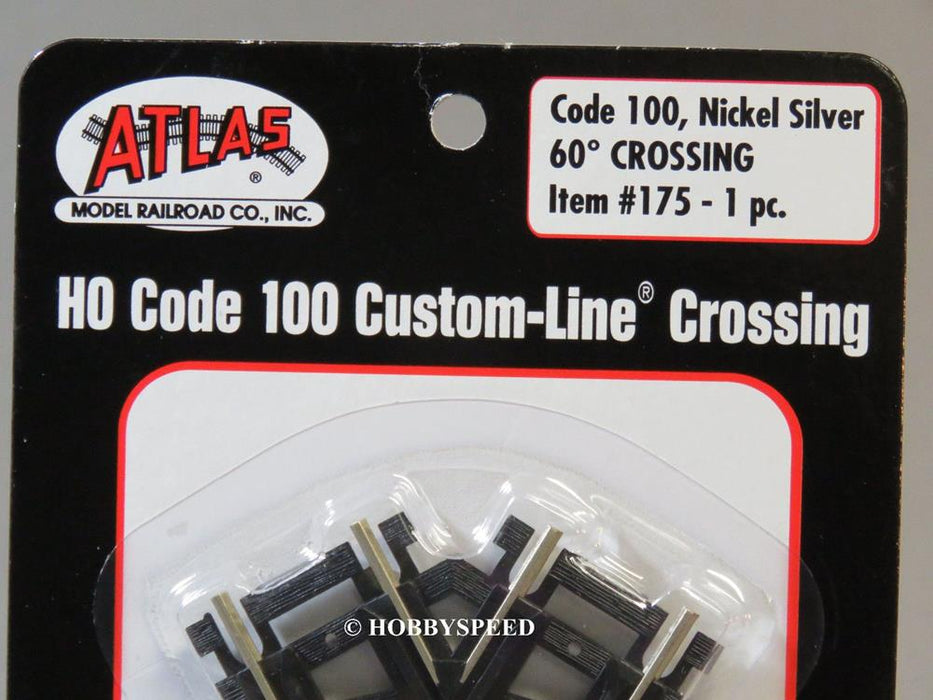 ATLAS
®
MODEL RAILROAD CO., INC.
Code 100, Nickel Silver
60° CROSSING
Item #175 - 1 pc.
HO Code 100 Custom-Line® Crossing
© HOBBYSPEED